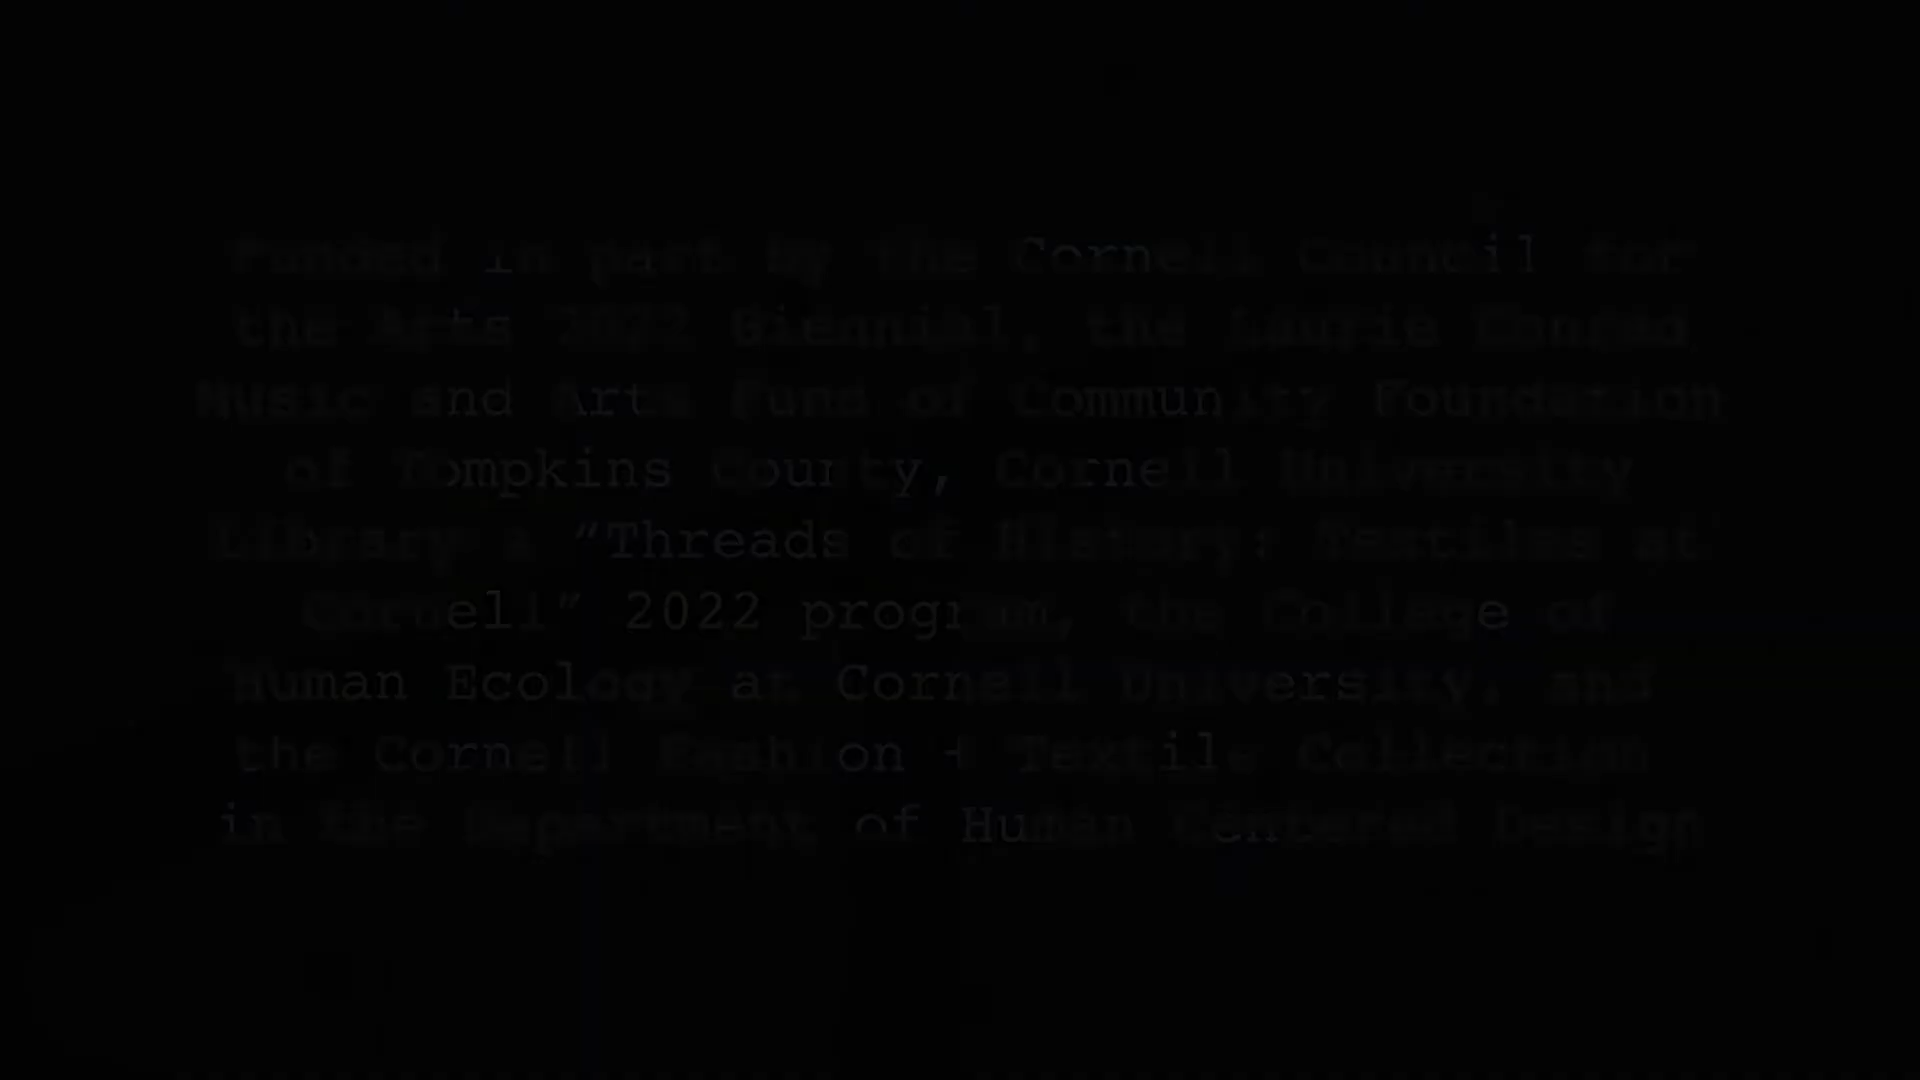 Funded in part by the Cornell Council for
the Arts 2022 Biennial, the Laurie Conrad
Music and Arts Fund of Community Foundation
of Tompkins County, Cornell University
Library & “Threads of History: Textiles at
Cornell” 2022 program, the College of
Human Ecology at Cornell University, and
the Cornell Fashion + Textile Collection
in the Department of Human Centered Design